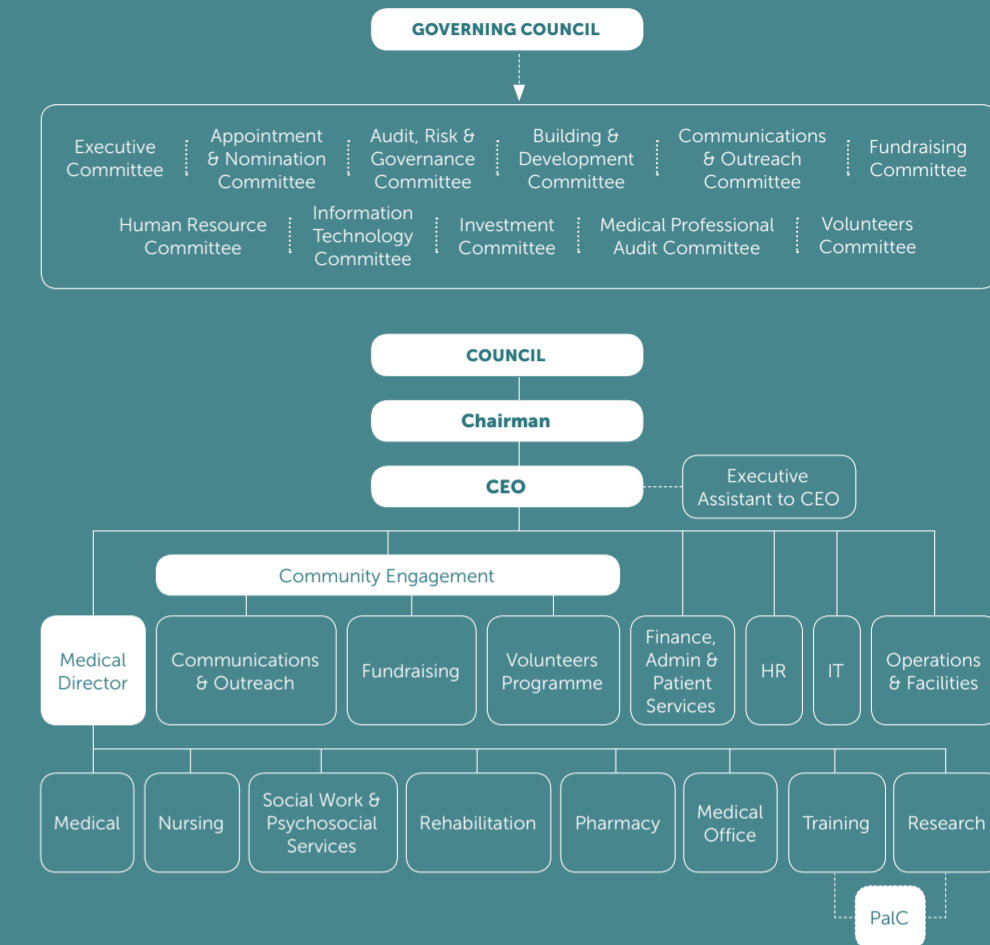 GOVERNING COUNCIL
Executive
Committee
Appointment
& Nomination
Committee
Audit, Risk &
Governance
Committee
Building &
Development
Committee
Communications
& Outreach
Committee
Fundraising
Committee
Human Resource
Committee
Information
Technology
Committee
Investment
Committee
Medical Professional
Audit Committee
Volunteers
Committee
COUNCIL
Chairman
CEO
Executive
Assistant to CEO
Community Engagement
Medical
Director
Communications
& Outreach
Fundraising
Volunteers
Programme
Finance,
Admin &
Patient
Services
HR
IT
Operations
& Facilities
Medical
Nursing
Social Work &
Psychosocial
Services
Rehabilitation
Pharmacy
Medical
Office
Training
Research
PalC